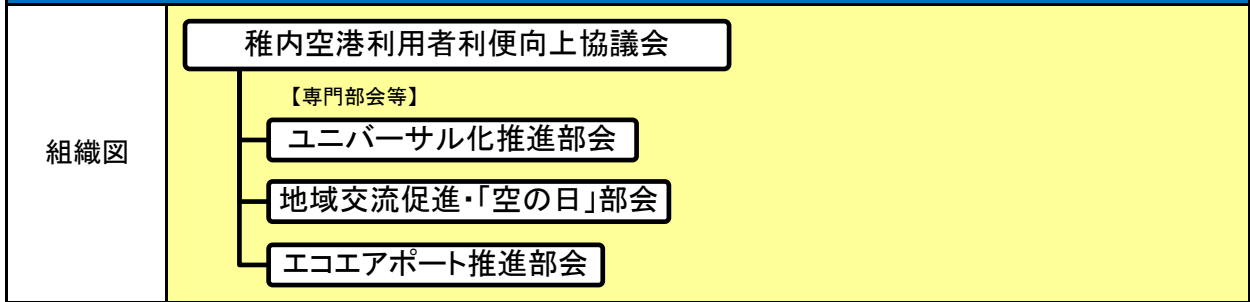 組織図
稚内空港利用者利便向上協議会
【専門部会等】
ユニバーサル化推進部会
地域交流促進・「空の日」部会
エコエアポート推進部会